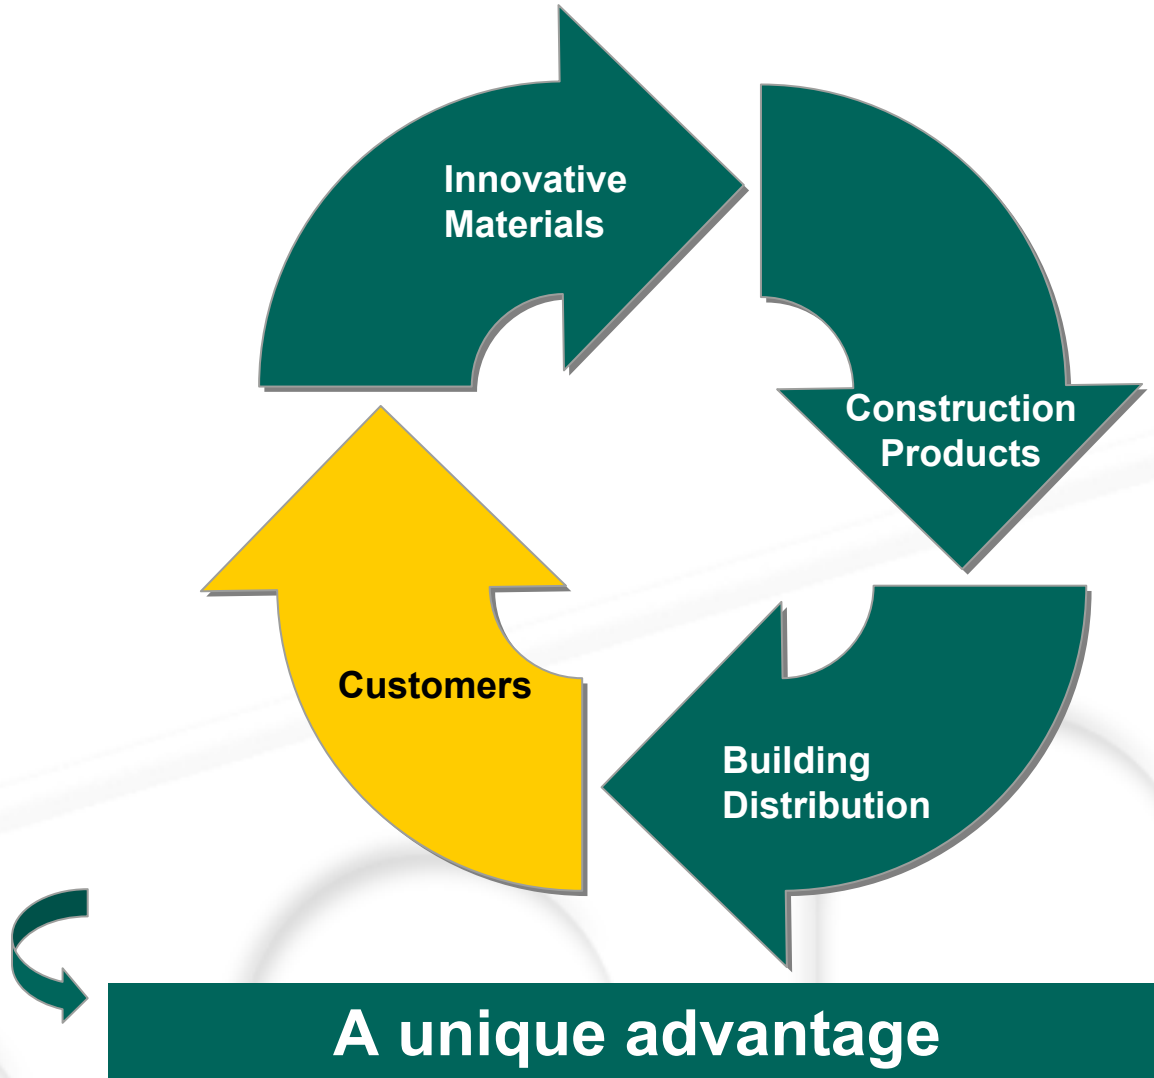 Innovative
Materials
Construction
Products
Customers
Building
Distribution
A unique advantage